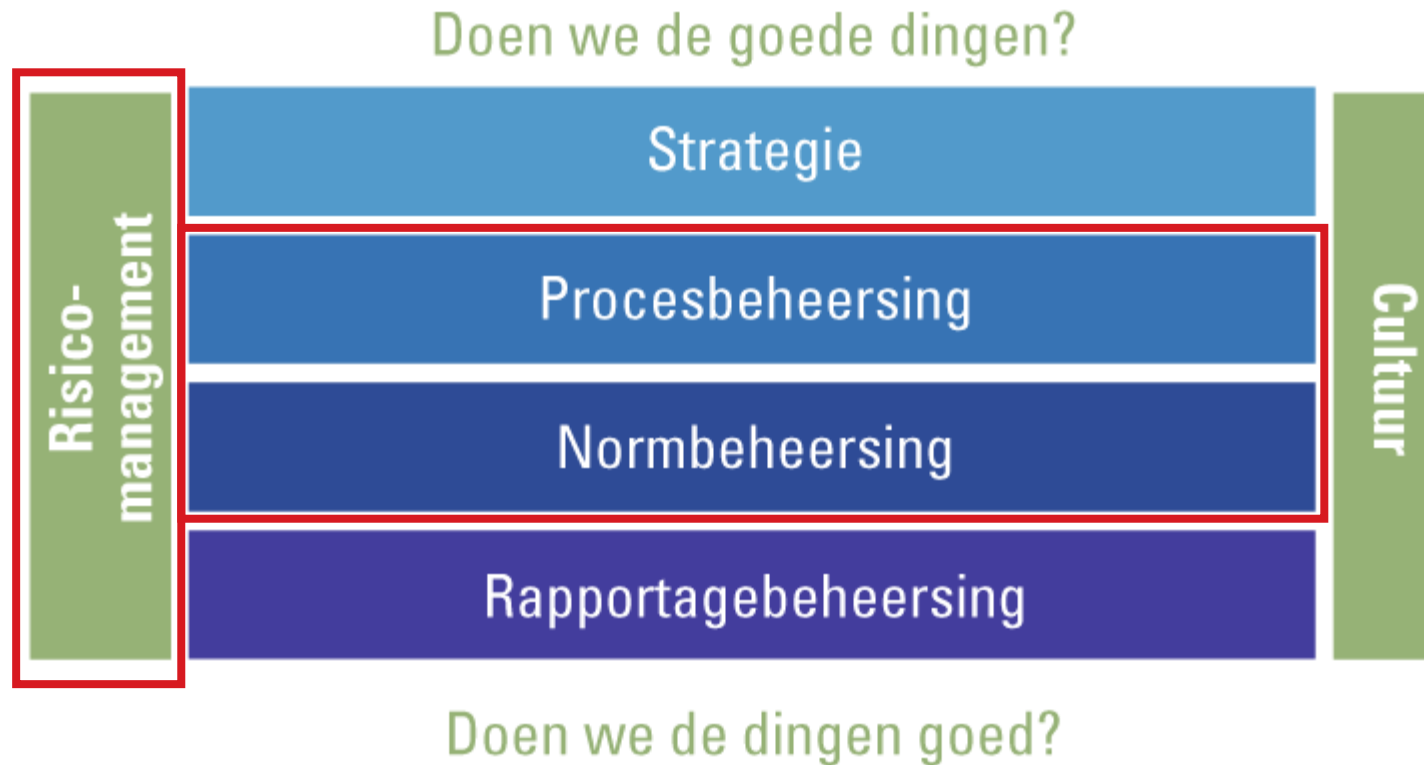 Doen we de goede dingen?
Risico-
management
Strategie
Procesbeheersing
Normbeheersing
Rapportagebeheersing
Cultuur
Doen we de dingen goed?